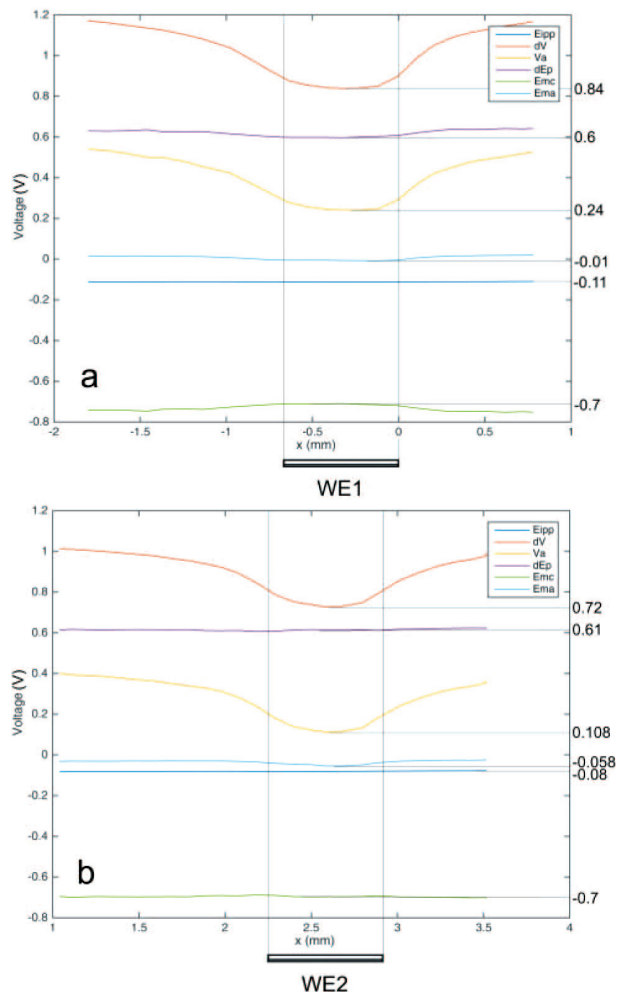 1.2
1
0.8
0.6
0.4
0.2
0
-0.2
-0.4
-0.6
-0.8
Voltage (V)
Eipp
dV
Va
dEp
Emc
Ema
0.84
0.6
0.24
-0.01
-0.11
-0.7
a
-2
-1.5
-1
-0.5
0
0.5
1
x (mm)
WE1
1.2
1
0.8
0.6
0.4
0.2
0
-0.2
-0.4
-0.6
-0.8
Voltage (V)
Eipp
dV
Va
dEp
Emc
Ema
0.72
0.61
0.108
-0.058
-0.08
-0.7
b
1
1.5
2
2.5
3
3.5
4
x (mm)
WE2